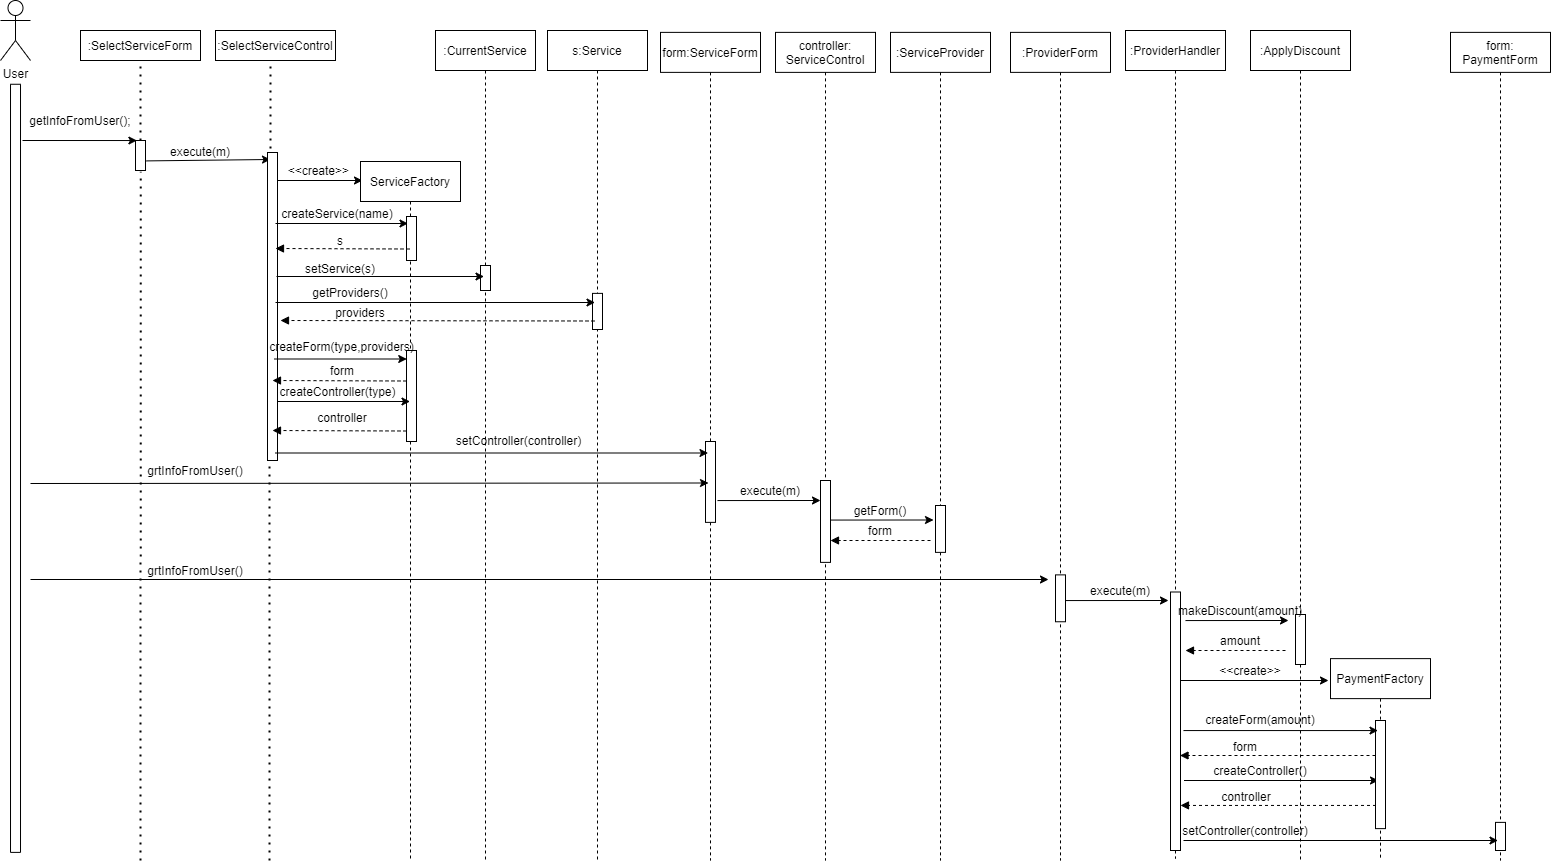 User
:SelectServiceForm
:SelectServiceControl
:CurrentService
s:Service
form:ServiceForm
controller:
ServiceControl
:ServiceProvider
:ProviderForm
:ProviderHandler
:ApplyDiscount
form:
PaymentForm
getInfoFromUser();
execute(m)
<<create>>
ServiceFactory
createService(name)
s
setService(s)
getProviders()
providers
createForm(type,providers)
form
createController(type)
controller
setController(controller)
grtInfoFromUser()
execute(m)
getForm()
form
grtInfoFromUser()
execute(m)
makeDiscount(amount)
amount
<<create>>
PaymentFactory
createForm(amount)
form
createController()
controller
setController(controller)